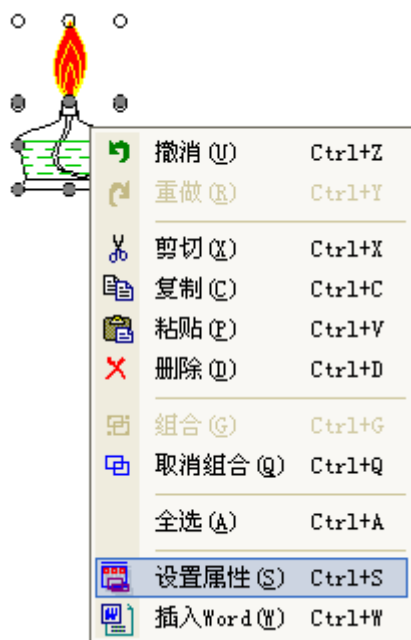 撤消(U) Ctrl+Z
重做(R) Ctrl+Y
剪切(X) Ctrl+X
复制(C) Ctrl+C
粘贴(P) Ctrl+V
删除(D) Ctrl+D
组合(G) Ctrl+G
取消组合(Q) Ctrl+Q
全选(A) Ctrl+A
设置属性(S) Ctrl+S
插入Word(W) Ctrl+W